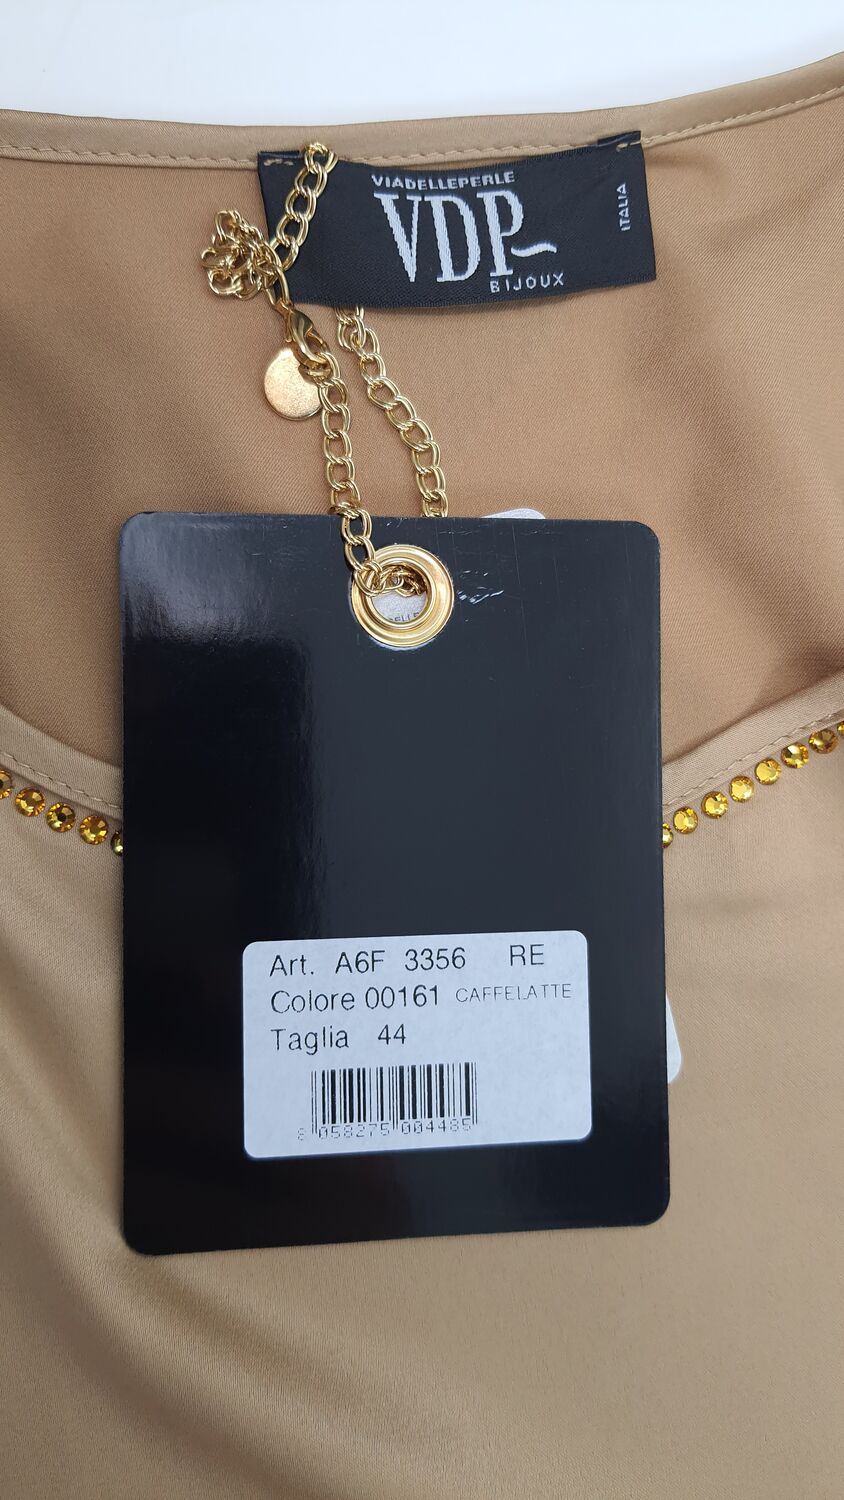 VIADELLEPERLE
VDP
BIJOUX
ITALIA
Art. A6F 3356 RE
Colore 00161 CAFFELATTE
Taglia 44
8 058275 004485